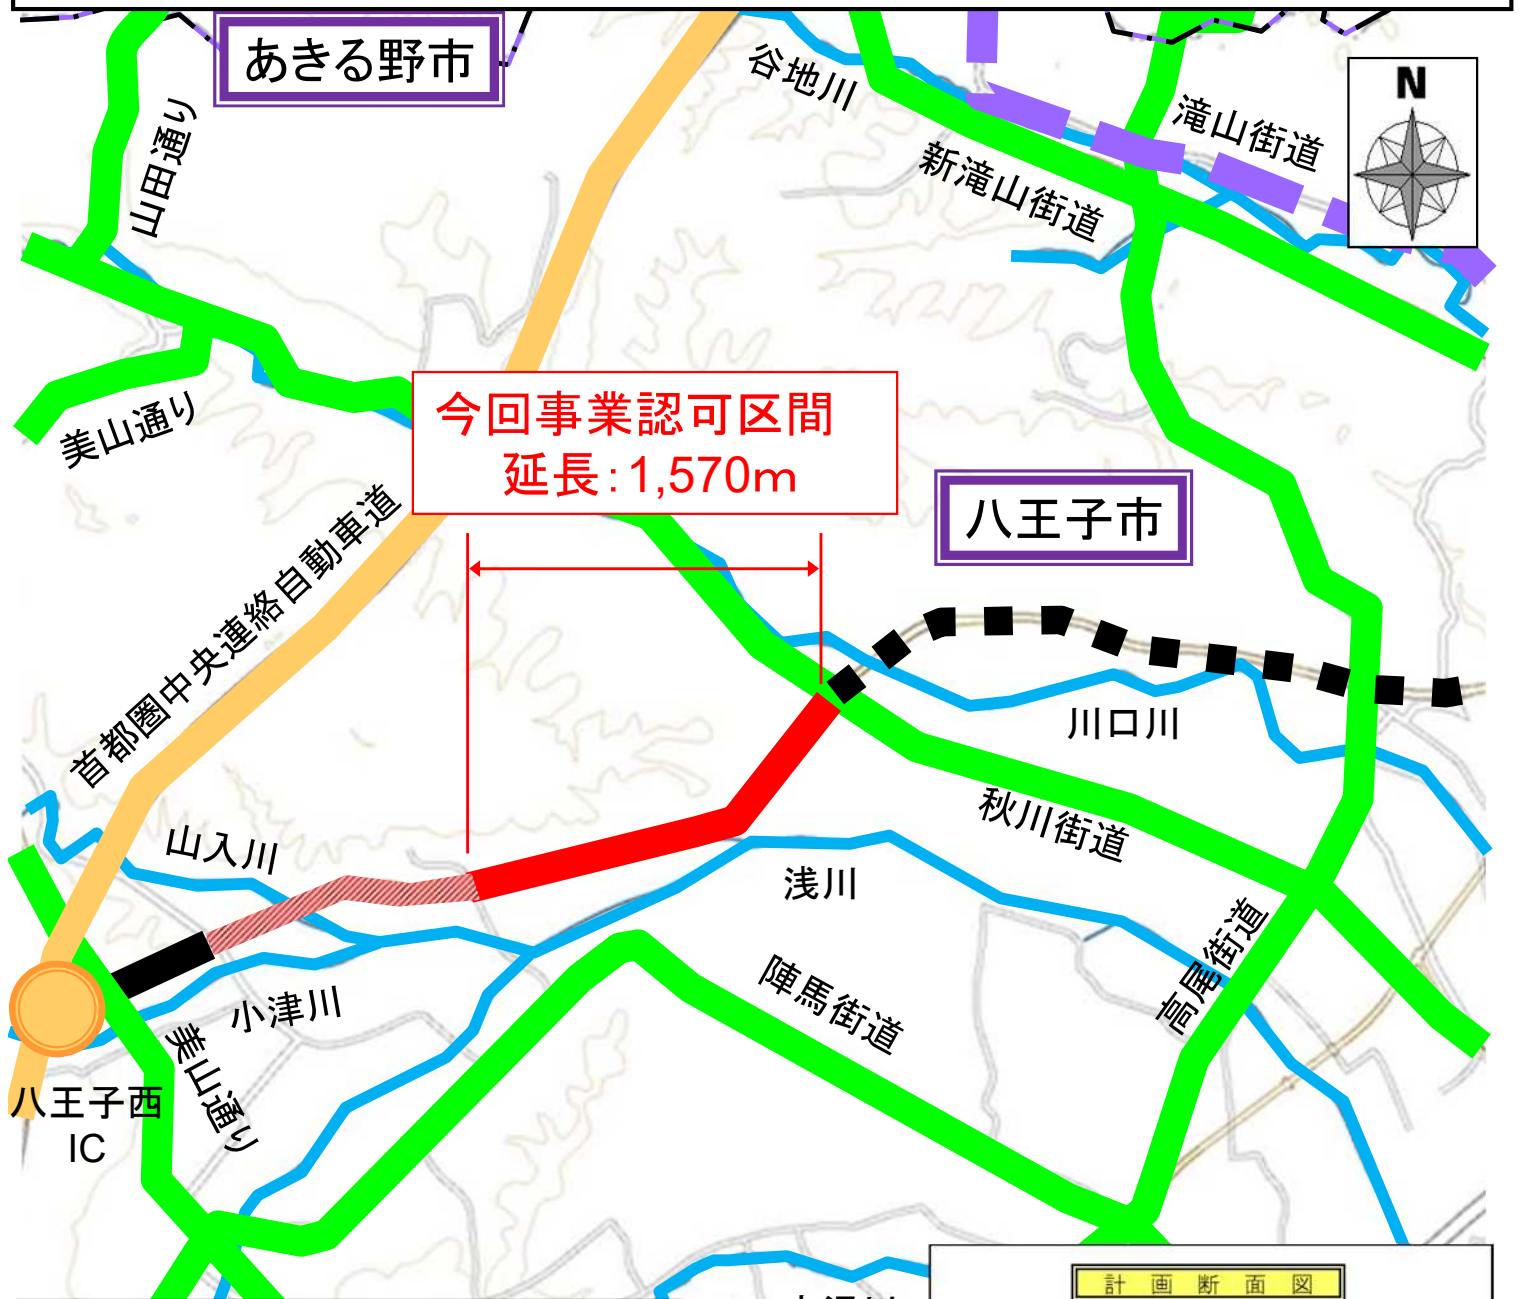 あきる野市
谷地川
N
滝山街道
山田通り
新滝山街道
美山通り
今回事業認可区間
延長：1,570m
八王子市
首都圏中央連絡自動車道
川口川
秋川街道
山入川
浅川
高尾街道
陣馬街道
小津川
美山通り
八王子西
IC
計画断面図